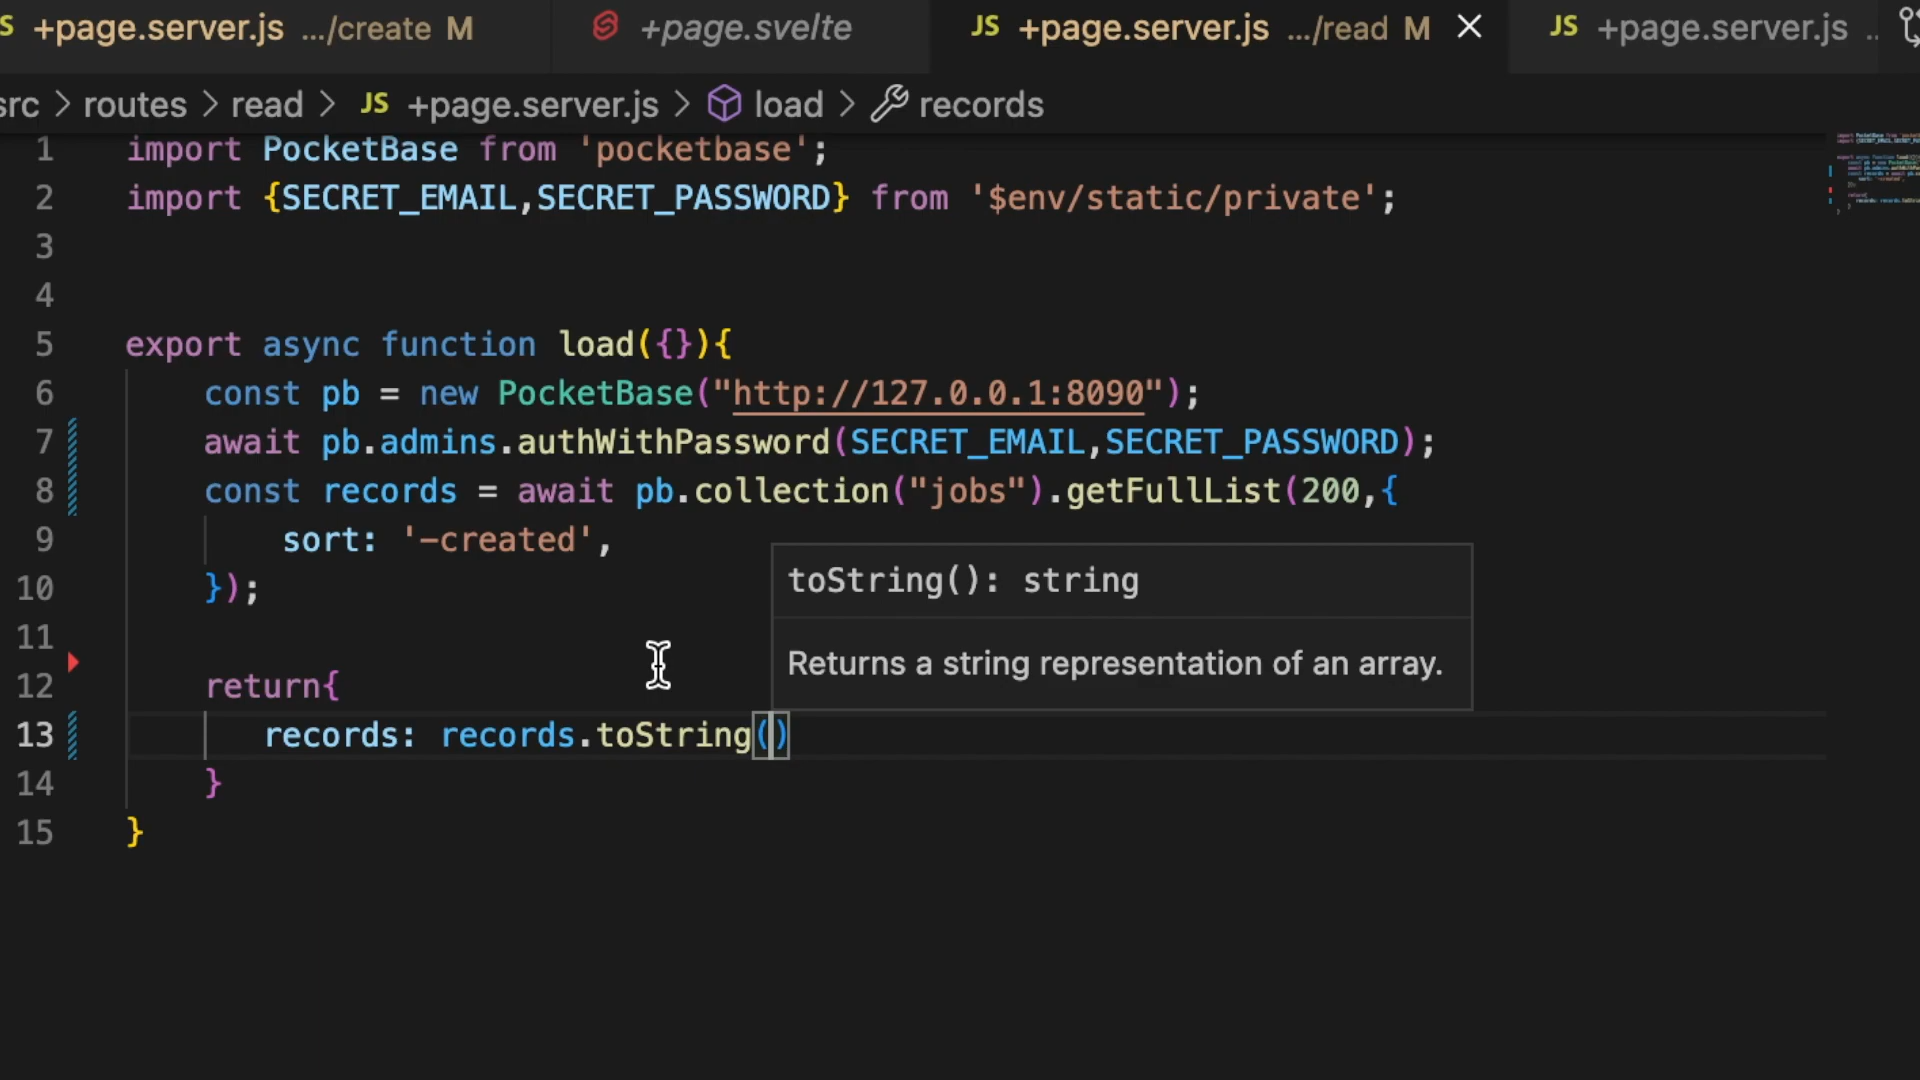 S +page.server.js .../create M +page.svelte JS +page.server.js .../read M JS +page.server.js ..
src > routes > read > JS +page.server.js > load > records
1 import PocketBase from 'pocketbase';
2 import {SECRET_EMAIL,SECRET_PASSWORD} from '$env/static/private';
3
4
5 export async function load({}){
6 const pb = new PocketBase("http://127.0.0.1:8090");
7 await pb.admins.authWithPassword(SECRET_EMAIL,SECRET_PASSWORD);
8 const records = await pb.collection("jobs").getFullList(200,{
9 sort: '-created',
toString(): string
10 });
11
Returns a string representation of an array.
12 return{
13 records: records.toString()
14 }
15 }